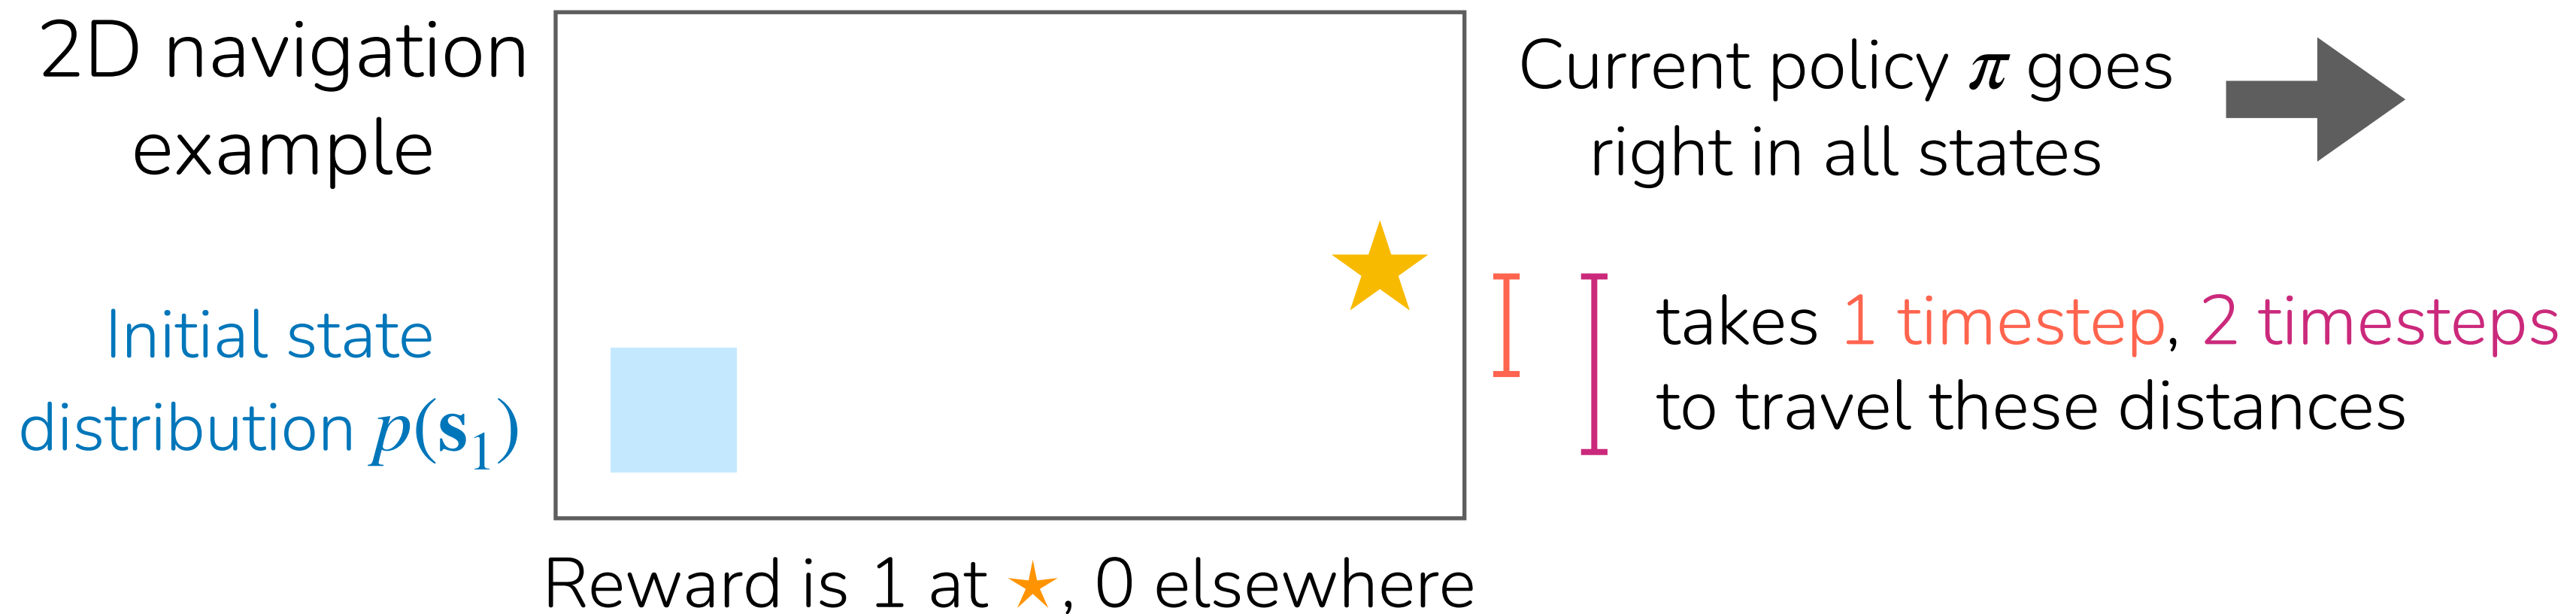 2D navigation
example
Current policy π goes
right in all states
Initial state
distribution p(s₁)
takes 1 timestep, 2 timesteps
to travel these distances
Reward is 1 at ★, 0 elsewhere